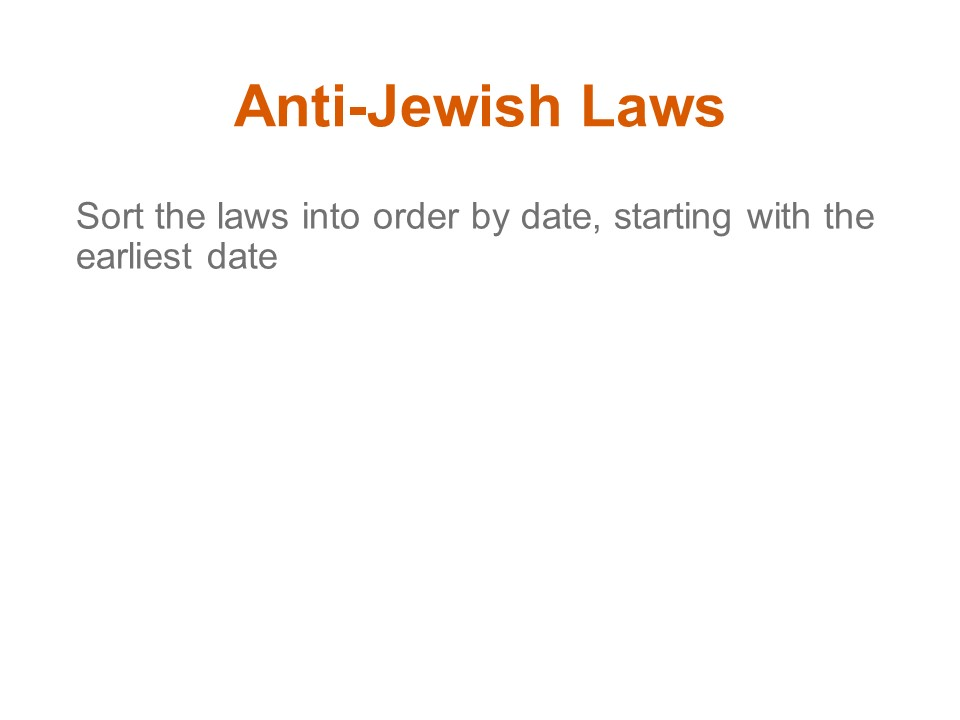 Anti-Jewish Laws
Sort the laws into order by date, starting with the
earliest date